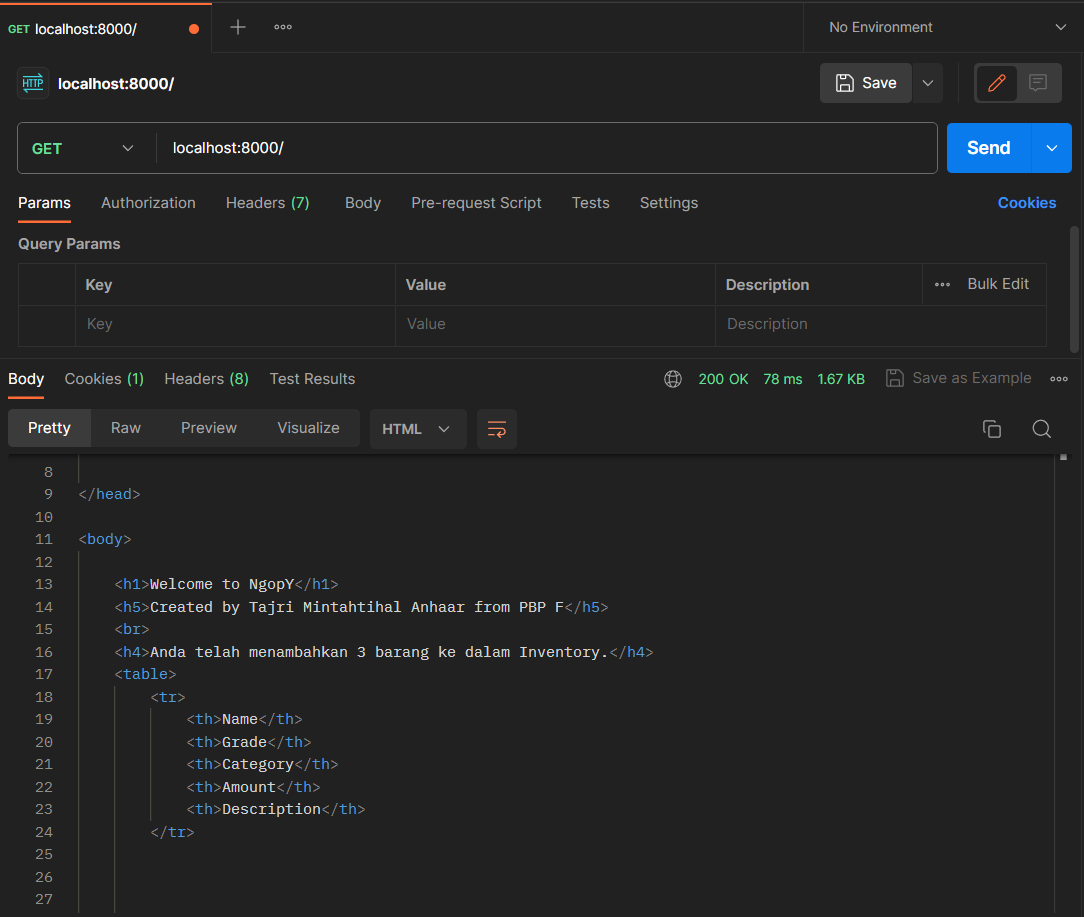 GET localhost:8000/
No Environment
HTTP localhost:8000/
Save
GET localhost:8000/ Send
Params Authorization Headers (7) Body Pre-request Script Tests Settings Cookies
Query Params
Key Value Description Bulk Edit
Key Value Description
Body Cookies (1) Headers (8) Test Results 200 OK 78 ms 1.67 KB Save as Example
Pretty Raw Preview Visualize HTML
8
9 </head>
10
11 <body>
12
13 <h1>Welcome to NgopY</h1>
14 <h5>Created by Tajri Mintahtihal Anhaar from PBP F</h5>
15 <br>
16 <h4>Anda telah menambahkan 3 barang ke dalam Inventory.</h4>
17 <table>
18 <tr>
19 <th>Name</th>
20 <th>Grade</th>
21 <th>Category</th>
22 <th>Amount</th>
23 <th>Description</th>
24 </tr>
25
26
27